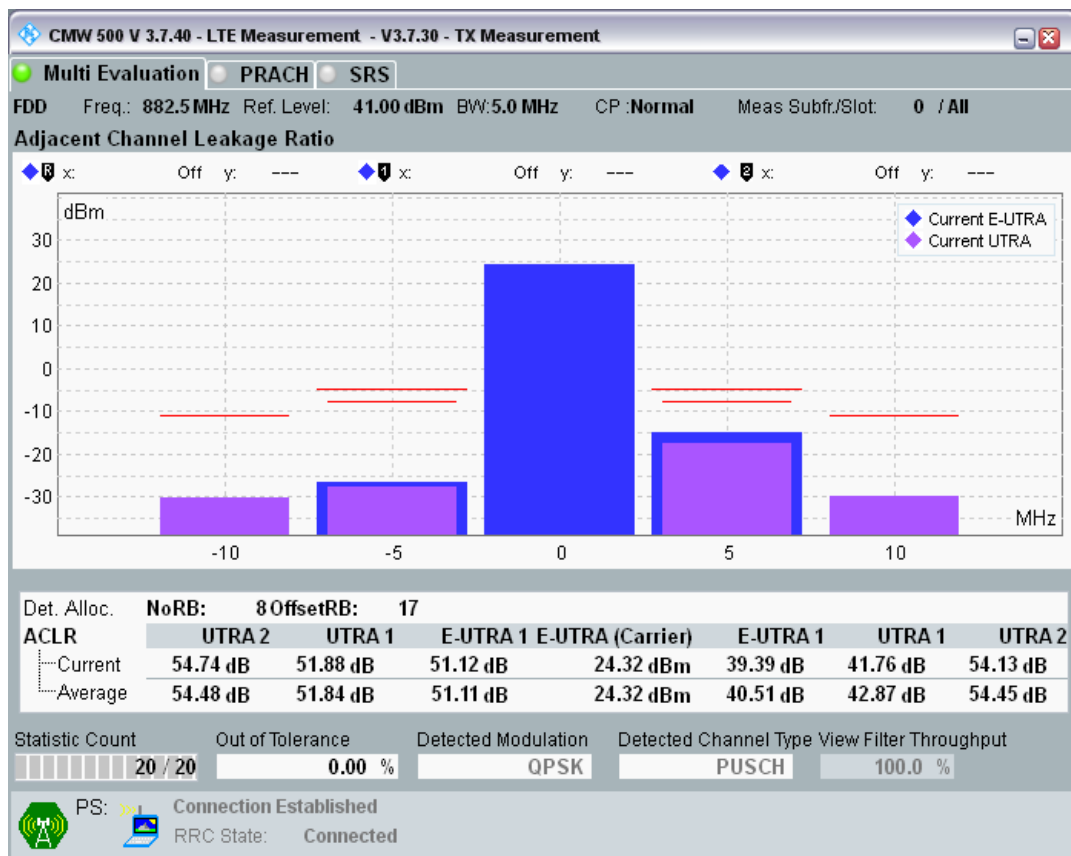 CMW 500 V 3.7.40 - LTE Measurement - V3.7.30 - TX Measurement
Multi Evaluation PRACH SRS
FDD Freq.: 882.5 MHz Ref. Level: 41.00 dBm BW:5.0 MHz CP :Normal Meas Subfr./Slot: 0 / All
Adjacent Channel Leakage Ratio
R x: Off y: --- 1 x: Off y: --- 2 x: Off y: ---
dBm
Current E-UTRA
Current UTRA
30
20
10
0
-10
-20
-30
MHz
-10 -5 0 5 10
Det. Alloc. NoRB: 8 OffsetRB: 17
ACLR UTRA 2 UTRA 1 E-UTRA 1 E-UTRA (Carrier) E-UTRA 1 UTRA 1 UTRA 2
Current 54.74 dB 51.88 dB 51.12 dB 24.32 dBm 39.39 dB 41.76 dB 54.13 dB
Average 54.48 dB 51.84 dB 51.11 dB 24.32 dBm 40.51 dB 42.87 dB 54.45 dB
Statistic Count Out of Tolerance Detected Modulation Detected Channel Type View Filter Throughput
20 / 20 0.00 % QPSK PUSCH 100.0 %
PS: Connection Established
RRC State: Connected